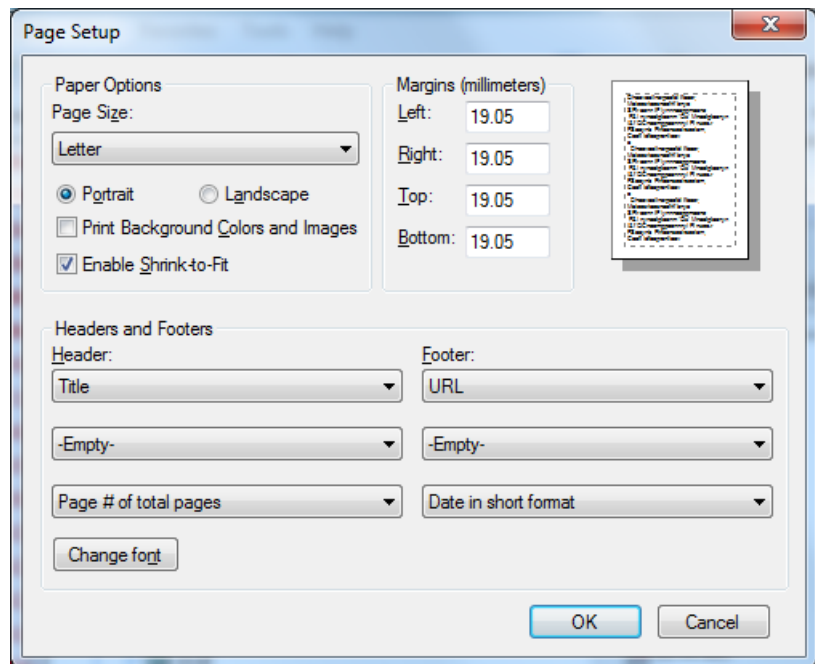 Page Setup
Paper Options
Page Size:
Letter
Portrait
Landscape
Print Background Colors and Images
Enable Shrink-to-Fit
Margins (millimeters)
Left: 19.05
Right: 19.05
Top: 19.05
Bottom: 19.05
Headers and Footers
Header:
Footer:
Title
URL
-Empty-
-Empty-
Page # of total pages
Date in short format
Change font
OK
Cancel